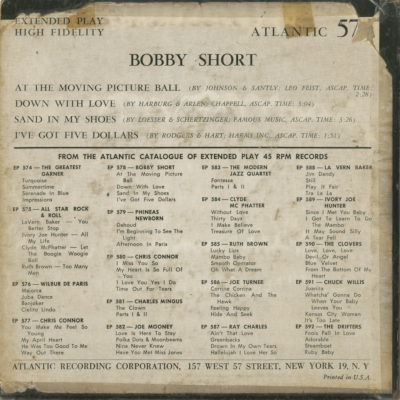 EXTENDED PLAY
HIGH FIDELITY
ATLANTIC 57
BOBBY SHORT
AT THE MOVING PICTURE BALL (BY JOHNSON & SANTLY; LEO FEIST, ASCAP. TIME 2:28)
DOWN WITH LOVE (BY HARBURG & ARLEN; CHAPPELL, ASCAP. TIME: 3:04)
SAND IN MY SHOES (BY LOESSER & SCHERTZINGER; FAMOUS MUSIC, ASCAP. TIME: 3:26)
I'VE GOT FIVE DOLLARS (BY RODGERS & HART; HARMS INC. ASCAP. TIME: 1:51)
FROM THE ATLANTIC CATALOGUE OF EXTENDED PLAY 45 RPM RECORDS
EP 574—THE GREATEST
GARNER
Turquoise
Summertime
Serenade in Blue
Impressions
EP 575—ALL STAR ROCK
& ROLL
LaVern Baker — You
Better Stop
Ivory Joe Hunter — All
My Life
Clyde McPhatter — Let
The Boogie Woogie
Roll
Ruth Brown — Too Many
Men
EP 576—WILBUR DE PARIS
Majorca
Juba Dance
Banjoker
Cielito Lindo
EP 577—CHRIS CONNOR
You Make Me Feel So
Young
My April Heart
He Was Too Good To Me
Way Out There
EP 578—BOBBY SHORT
At The Moving Picture
Ball
Down With Love
Sand in My Shoes
I've Got Five Dollars
EP 579—PHINEAS
NEWBORN
Dahoud
I'm Beginning To See the
Light
Afternoon In Paris
EP 580—CHRIS CONNOR
I Miss You So
My Heart Is So Full Of
You
I Love You Yes I Do
Time Out For Tears
EP 581—CHARLES MINGUS
The Clown
Parts I & II
EP 582—JOE MOONEY
Love Is Here To Stay
Polka Dots & Moonbeams
Nina Never Knew
Have You Met Miss Jones
EP 583—THE MODERN
JAZZ QUARTET
Fontessa
Parts I & II
EP 584—CLYDE
MC PHATTER
Without Love
Thirty Days
I Make Believe
Treasure Of Love
EP 585—RUTH BROWN
Lucky Lips
Mambo Baby
Smooth Operator
Oh What A Dream
EP 586—JOE TURNER
Corrine Corrina
The Chicken And The
Hawk
Feeling Happy
Hide And Seek
EP 587—RAY CHARLES
Ain't That Love
Greenbacks
Drown In My Own Tears
Hallelujah I Love Her So
EP 588—LA VERN BAKER
Jim Dandy
Still
Play It Fair
Tra La La
EP 589—IVORY JOE
HUNTER
Since I Met You Baby
I Got To Learn To Do
The Mambo
It May Sound Silly
A Tear Fell
EP 590—THE CLOVERS
Love, Love, Love
Devil Or Angel
Blue Velvet
From The Bottom Of My
Heart
EP 591—CHUCK WILLIS
Juanita
Whatcha' Gonna Do
When Your Baby
Leaves You
Kansas City Woman
It's Too Late
EP 592—THE DRIFTERS
Fools Fall In Love
Adorable
Steamboat
Ruby Baby
ATLANTIC RECORDING CORPORATION, 157 WEST 57 STREET, NEW YORK 19, N. Y
Printed in U.S.A